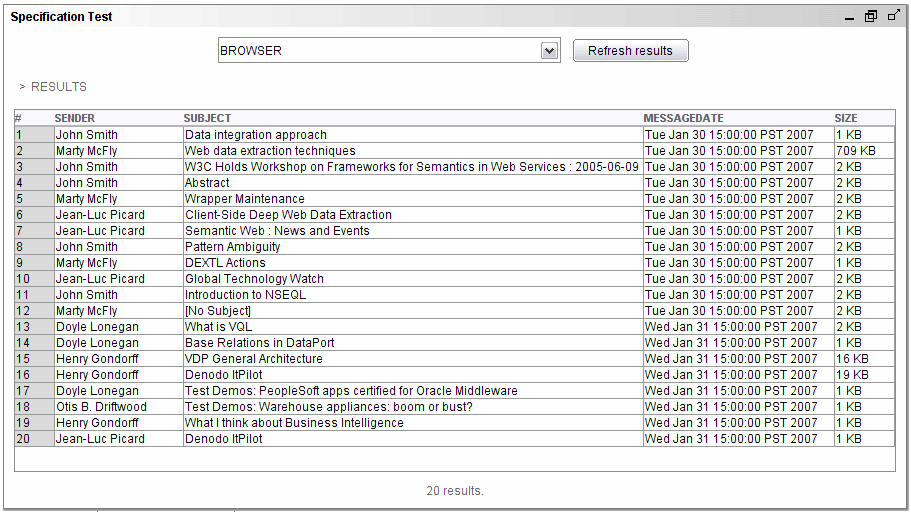 Specification Test
BROWSER Refresh results
> RESULTS
# SENDER SUBJECT MESSAGEDATE SIZE
1 John Smith Data integration approach Tue Jan 30 15:00:00 PST 2007 1 KB
2 Marty McFly Web data extraction techniques Tue Jan 30 15:00:00 PST 2007 709 KB
3 John Smith W3C Holds Workshop on Frameworks for Semantics in Web Services : 2005-06-09 Tue Jan 30 15:00:00 PST 2007 2 KB
4 John Smith Abstract Tue Jan 30 15:00:00 PST 2007 2 KB
5 Marty McFly Wrapper Maintenance Tue Jan 30 15:00:00 PST 2007 2 KB
6 Jean-Luc Picard Client-Side Deep Web Data Extraction Tue Jan 30 15:00:00 PST 2007 2 KB
7 Jean-Luc Picard Semantic Web : News and Events Tue Jan 30 15:00:00 PST 2007 1 KB
8 John Smith Pattern Ambiguity Tue Jan 30 15:00:00 PST 2007 2 KB
9 Marty McFly DEXTL Actions Tue Jan 30 15:00:00 PST 2007 1 KB
10 Jean-Luc Picard Global Technology Watch Tue Jan 30 15:00:00 PST 2007 2 KB
11 John Smith Introduction to NSEQL Tue Jan 30 15:00:00 PST 2007 2 KB
12 Marty McFly [No Subject] Tue Jan 30 15:00:00 PST 2007 2 KB
13 Doyle Lonegan What is VQL Wed Jan 31 15:00:00 PST 2007 2 KB
14 Doyle Lonegan Base Relations in DataPort Wed Jan 31 15:00:00 PST 2007 1 KB
15 Henry Gondorff VDP General Architecture Wed Jan 31 15:00:00 PST 2007 16 KB
16 Henry Gondorff Denodo ItPilot Wed Jan 31 15:00:00 PST 2007 19 KB
17 Doyle Lonegan Test Demos: PeopleSoft apps certified for Oracle Middleware Wed Jan 31 15:00:00 PST 2007 1 KB
18 Otis B. Driftwood Test Demos: Warehouse appliances: boom or bust? Wed Jan 31 15:00:00 PST 2007 1 KB
19 Henry Gondorff What I think about Business Intelligence Wed Jan 31 15:00:00 PST 2007 1 KB
20 Jean-Luc Picard Denodo ItPilot Wed Jan 31 15:00:00 PST 2007 1 KB
20 results.